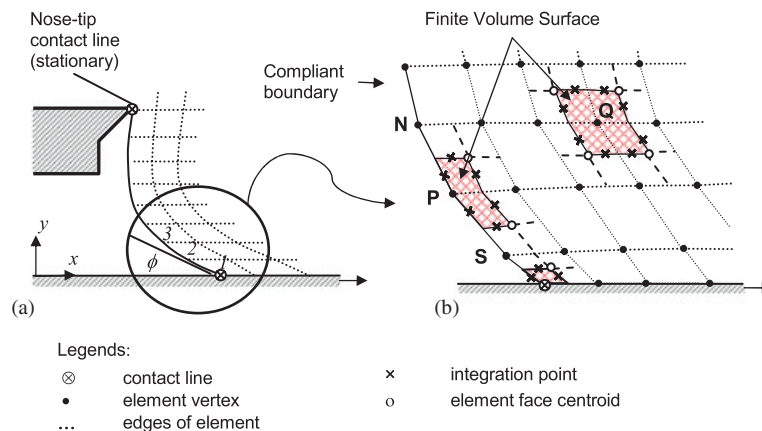 Nose-tip
contact line
(stationary)
3
2
1
ϕ
y
x
(a)
Finite Volume Surface
Compliant
boundary
N
Q
P
S
(b)
Legends:
contact line
element vertex
... edges of element
integration point
element face centroid